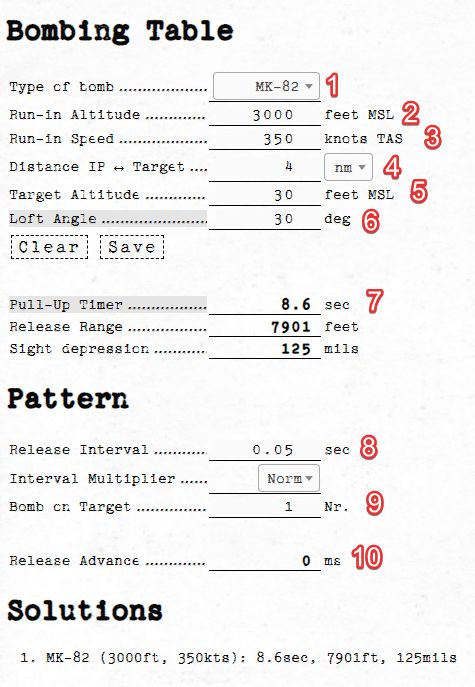 Bombing Table
Type of bomb .................. MK-82 ▾ 1
Run-in Altitude ............... 3000 feet MSL 2
Run-in Speed .................. 350 knots TAS 3
Distance IP ↔ Target .... 4 nm ▾ 4
Target Altitude .............. 30 feet MSL 5
Loft Angle ...................... 30 deg 6
Clear Save
Pull-Up Timer ................. 8.6 sec 7
Release Range ................ 7901 feet
Sight depression ............ 125 mils
Pattern
Release Interval ............ 0.05 sec 8
Interval Multiplier ...... Norm ▾
Bomb on Target ............... 1 Nr. 9
Release Advance .............. 0 ms 10
Solutions
1. MK-82 (3000ft, 350kts): 8.6sec, 7901ft, 125mils